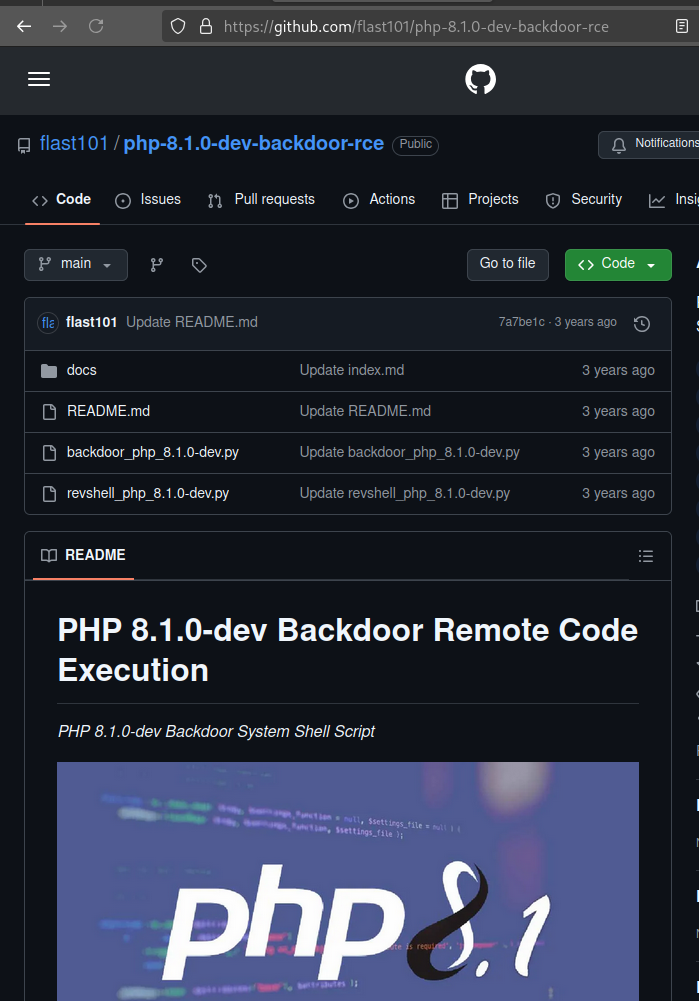 https://github.com/flast101/php-8.1.0-dev-backdoor-rce
flast101 / php-8.1.0-dev-backdoor-rce Public
Notifications
Code Issues Pull requests Actions Projects Security Insi
main Go to file Code
fla flast101 Update README.md 7a7be1c · 3 years ago
docs Update index.md 3 years ago
README.md Update README.md 3 years ago
backdoor_php_8.1.0-dev.py Update backdoor_php_8.1.0-dev.py 3 years ago
revshell_php_8.1.0-dev.py Update revshell_php_8.1.0-dev.py 3 years ago
README
PHP 8.1.0-dev Backdoor Remote Code
Execution
PHP 8.1.0-dev Backdoor System Shell Script
= null, $settings_file = null ) {
$settings_file );
php 8.1